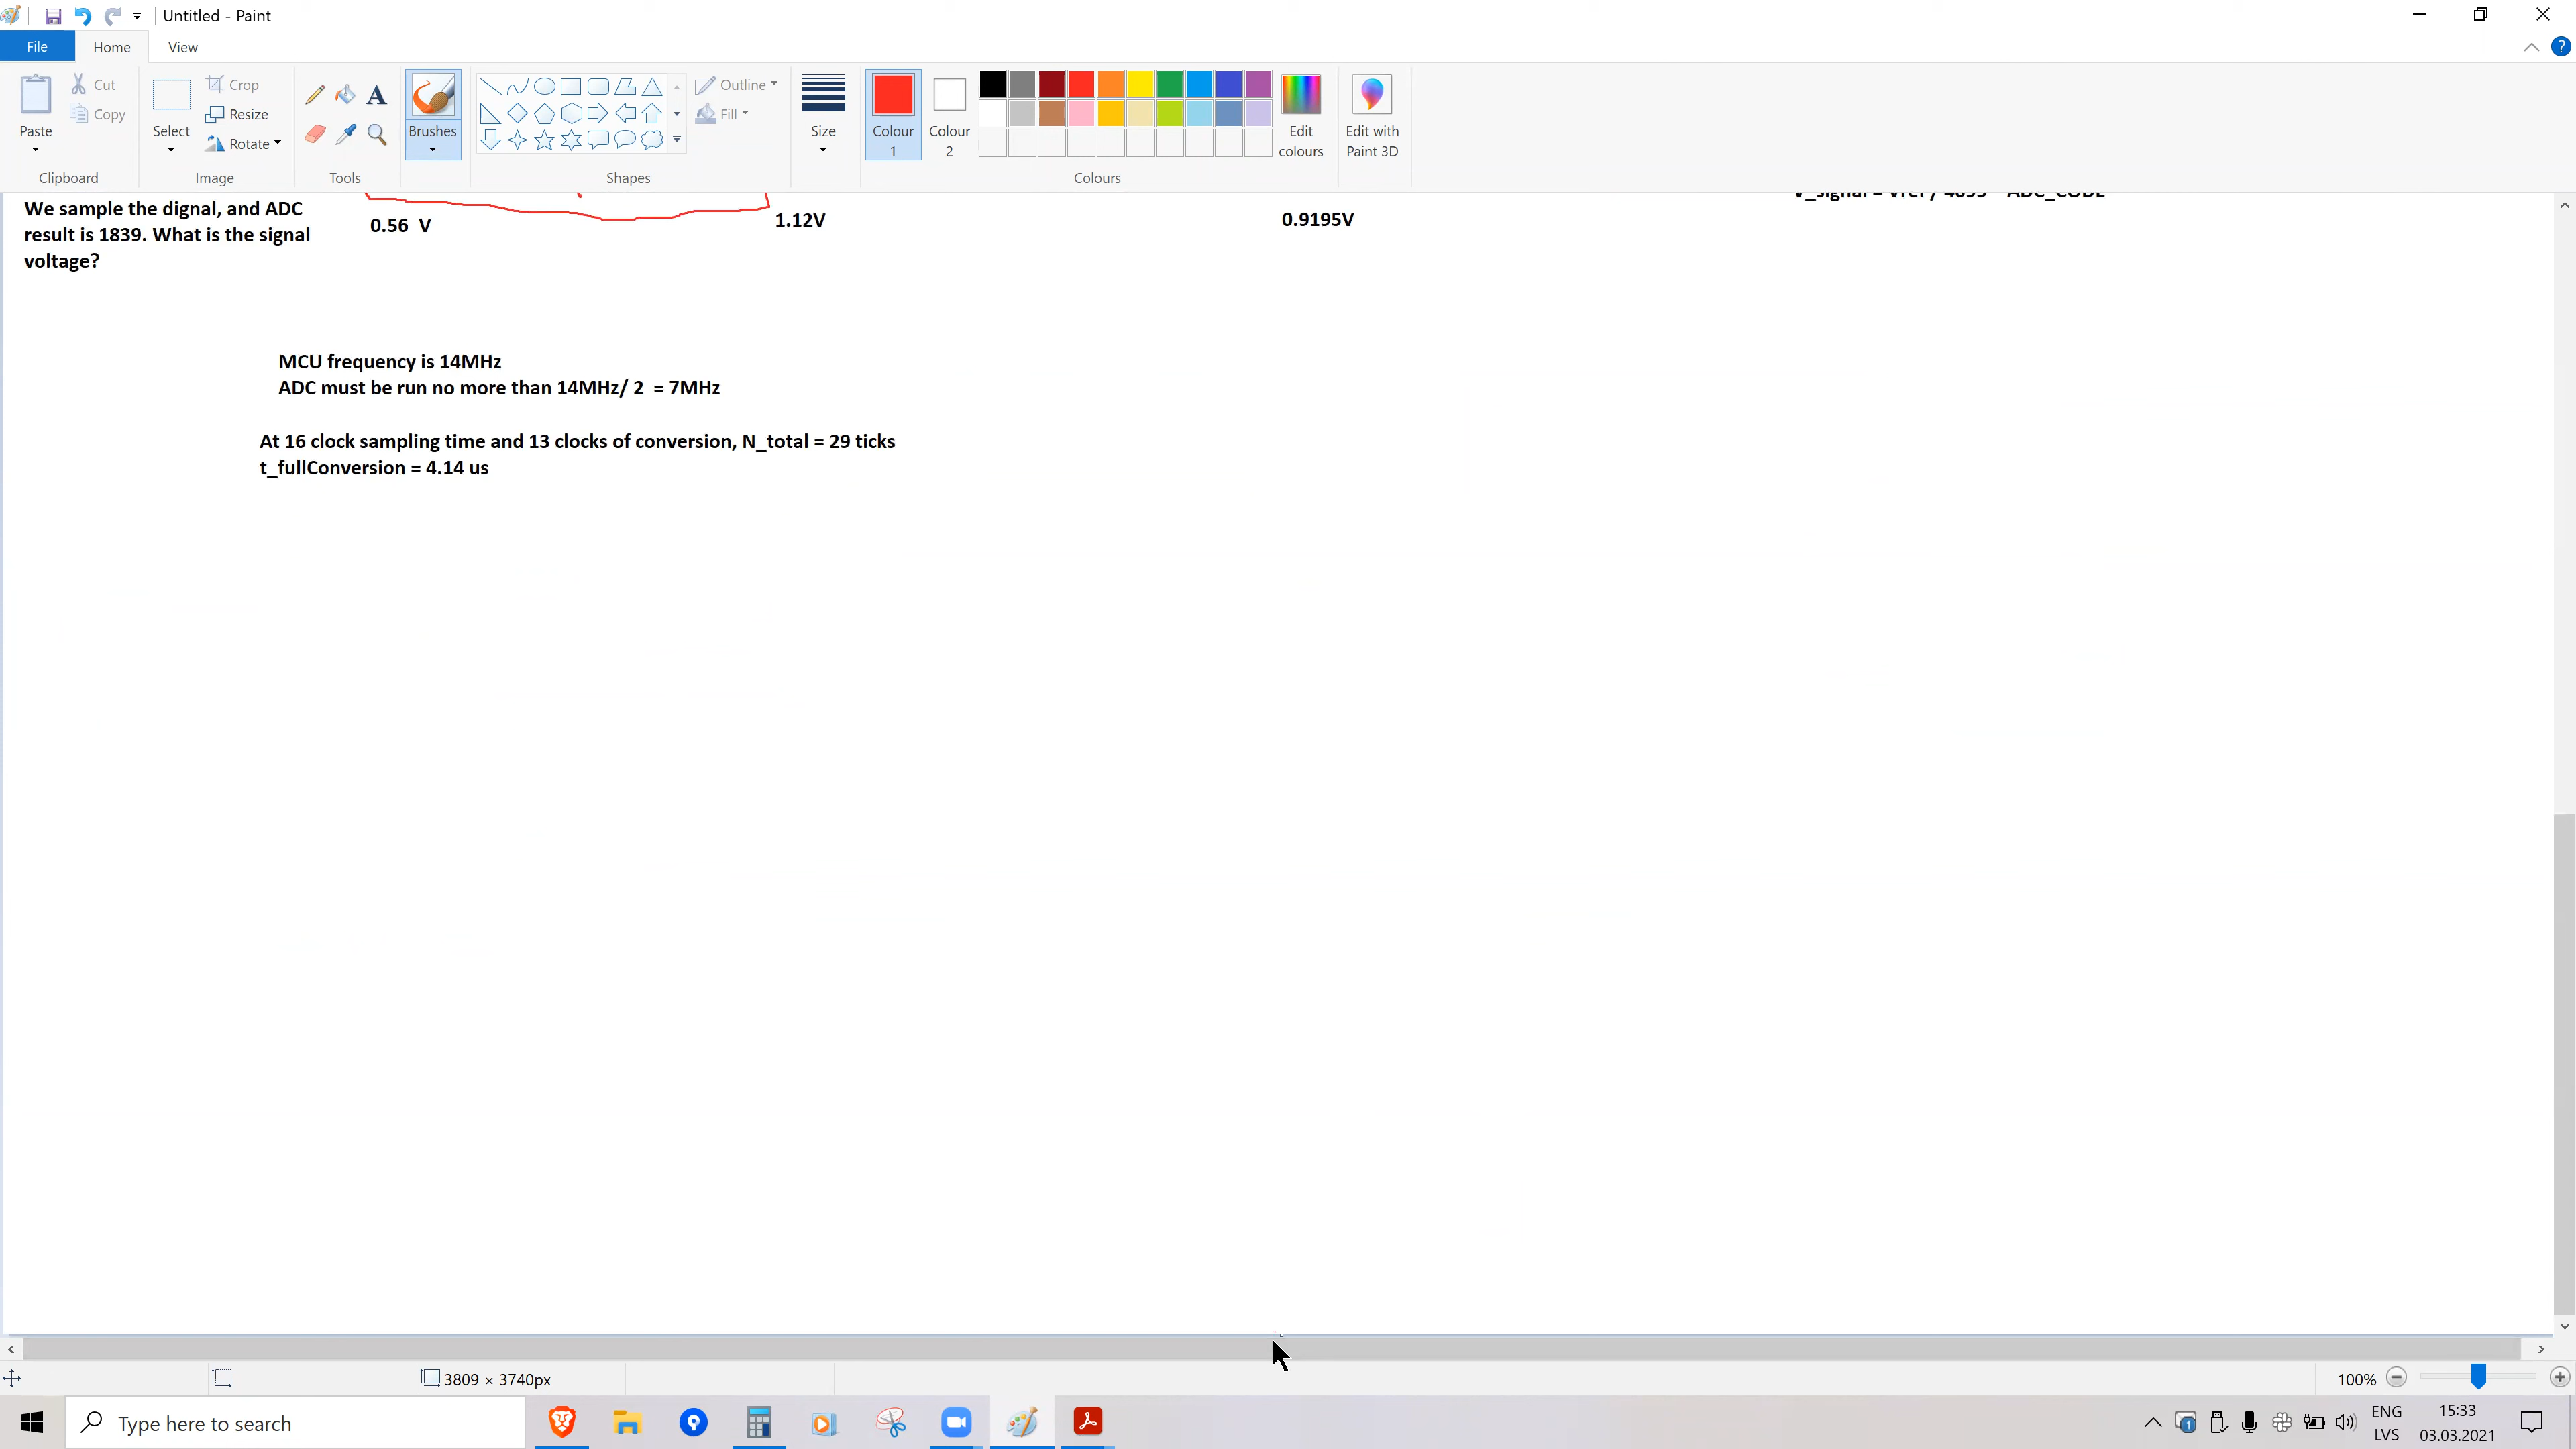 Untitled - Paint
File
Home
View
Paste
Cut
Copy
Clipboard
Select
Crop
Resize
Rotate
Image
Tools
Brushes
Outline
Fill
Shapes
Size
Colour 1
Colour 2
Edit colours
Edit with Paint 3D
Colours
V_signal = Vref / 4095 ADC_CODE
We sample the dignal, and ADC
result is 1839. What is the signal
voltage?
0.56 V
1.12V
0.9195V
MCU frequency is 14MHz
ADC must be run no more than 14MHz/ 2 = 7MHz
At 16 clock sampling time and 13 clocks of conversion, N_total = 29 ticks
t_fullConversion = 4.14 us
3809 × 3740px
100%
Type here to search
1
ENG
LVS
15:33
03.03.2021